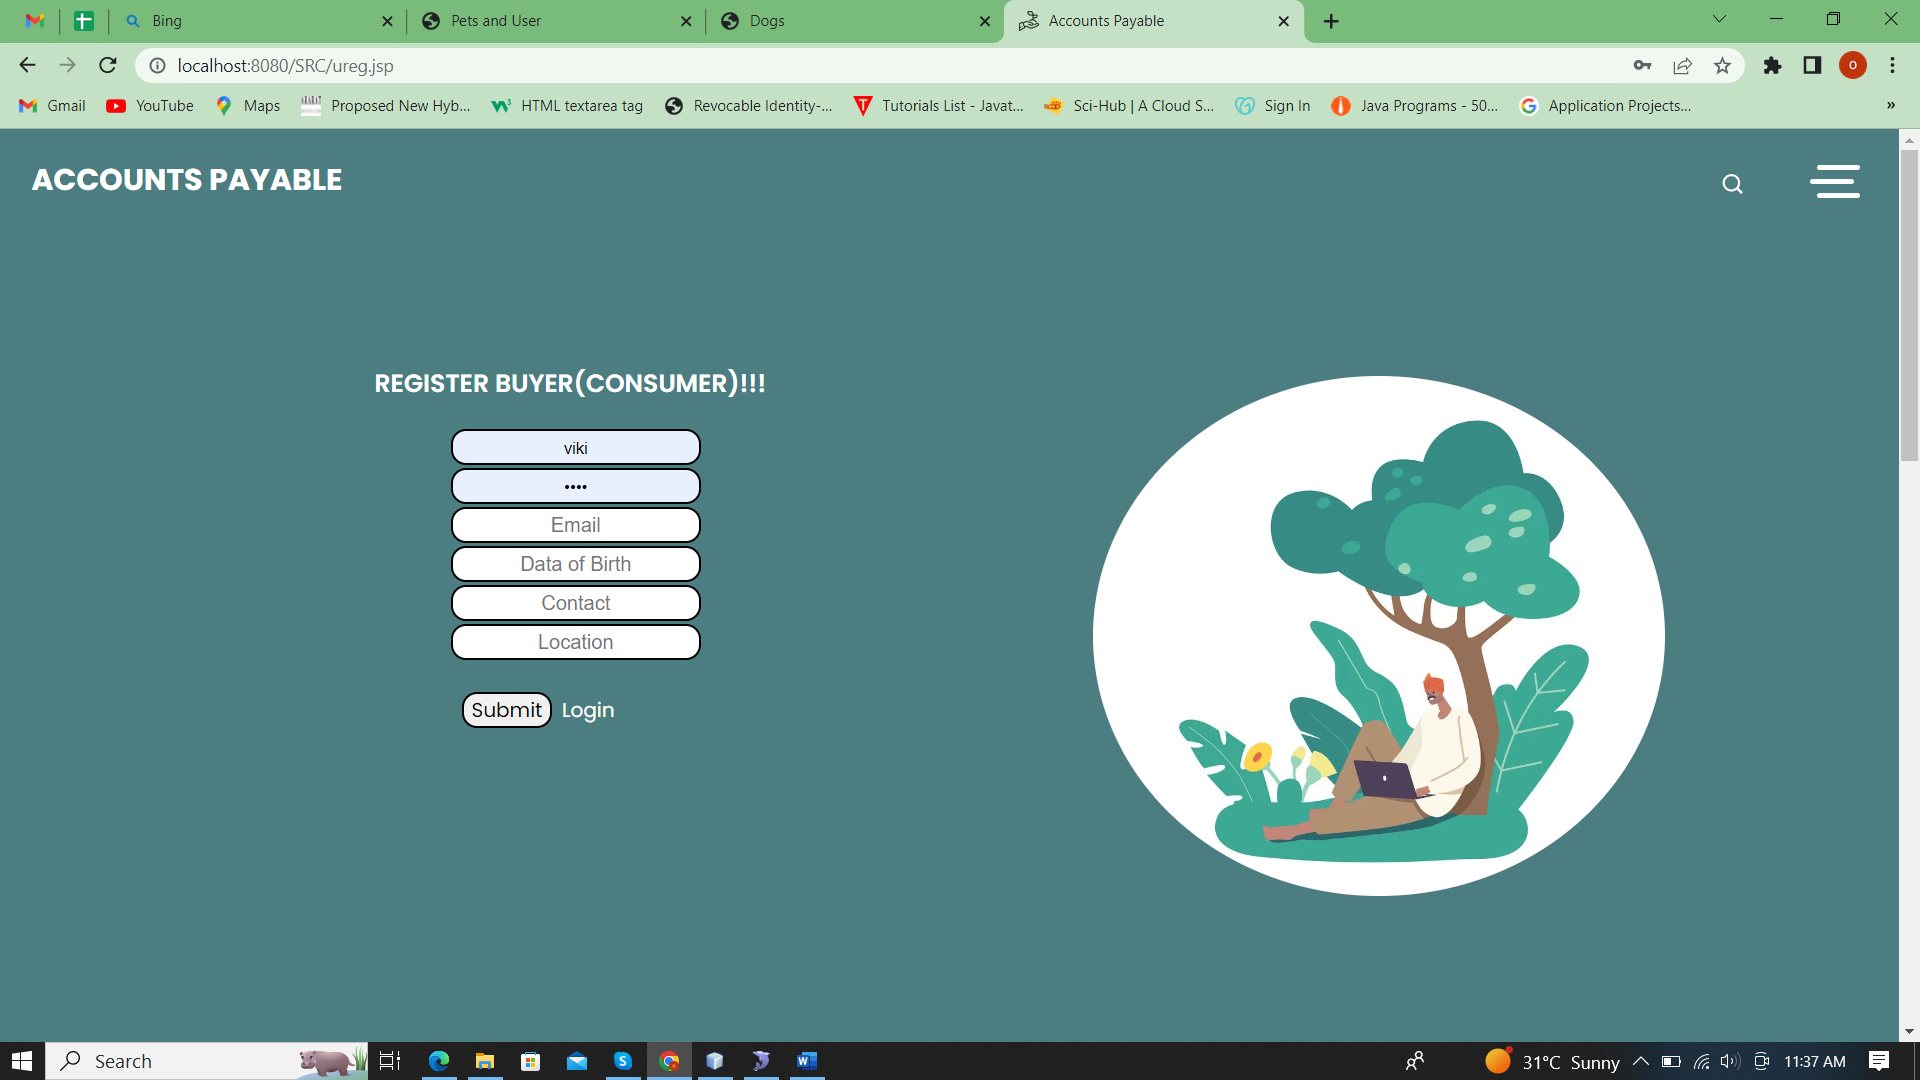 Bing
Pets and User
Dogs
Accounts Payable
localhost:8080/SRC/ureg.jsp
O
Gmail
YouTube
Maps
Proposed New Hyb...
HTML textarea tag
Revocable Identity-...
Tutorials List - Javat...
Sci-Hub | A Cloud S...
Sign In
Java Programs - 50...
Application Projects...
»
ACCOUNTS PAYABLE
REGISTER BUYER(CONSUMER)!!!
viki
••••
Email
Data of Birth
Contact
Location
Submit Login
Search
31°C Sunny
11:37 AM